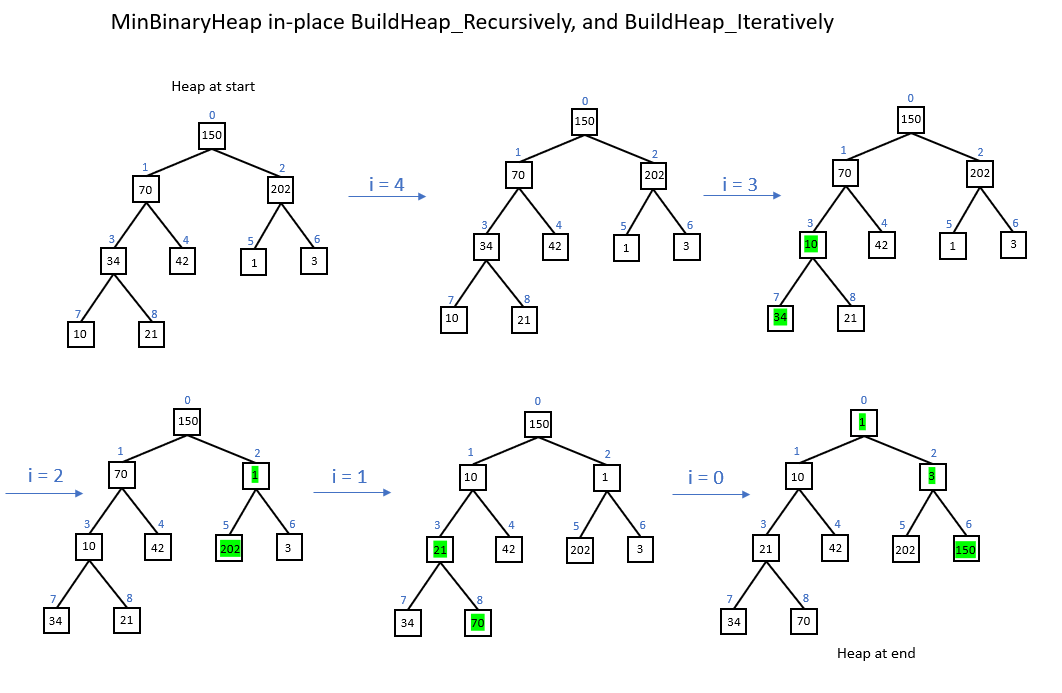 MinBinaryHeap in-place BuildHeap_Recursively, and BuildHeap_Iteratively
Heap at start
0
150
1 2
70 202
3 4 5 6
34 42 1 3
7 8
10 21
i = 4
0
150
1 2
70 202
3 4 5 6
34 42 1 3
7 8
10 21
i = 3
0
150
1 2
70 202
3 4 5 6
10 42 1 3
7 8
34 21
i = 2
0
150
1 2
70 1
3 4 5 6
10 42 202 3
7 8
34 21
i = 1
0
150
1 2
10 1
3 4 5 6
21 42 202 3
7 8
34 70
i = 0
0
1
1 2
10 3
3 4 5 6
21 42 202 150
7 8
34 70
Heap at end